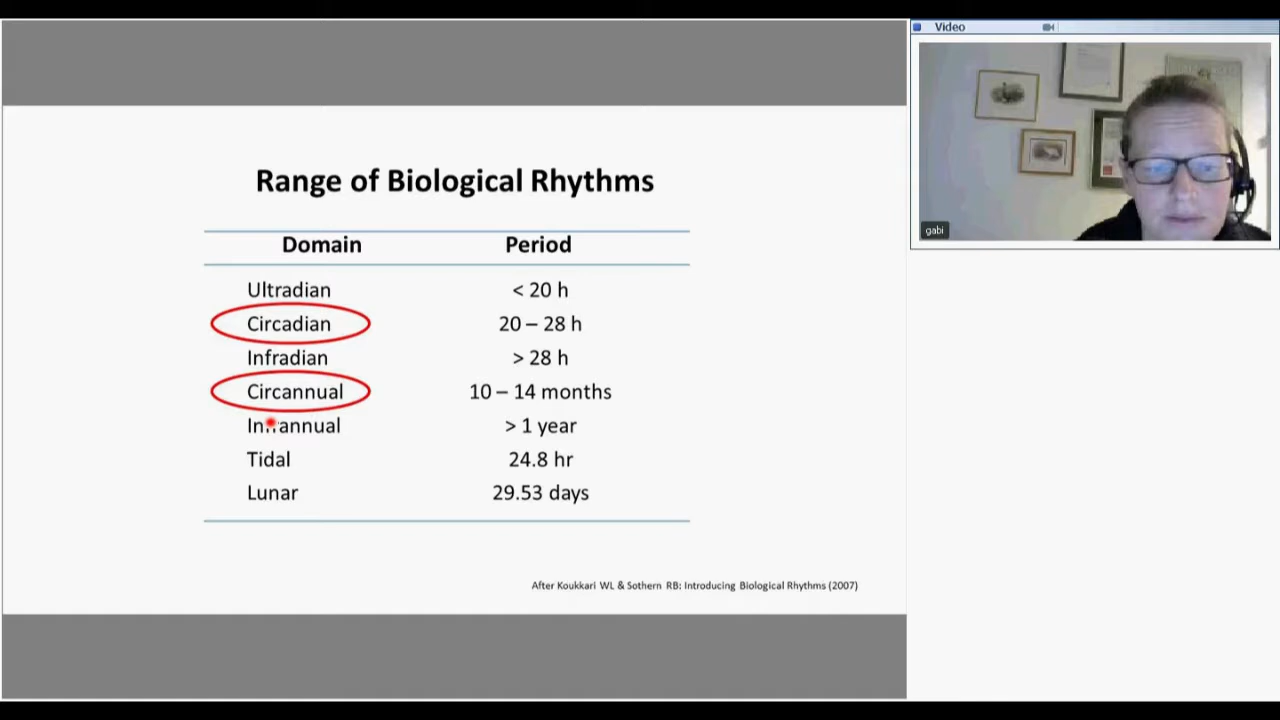 Range of Biological Rhythms
Domain Period
Ultradian < 20 h
Circadian 20 – 28 h
Infradian > 28 h
Circannual 10 – 14 months
> 1 year
Tidal 24.8 hr
Lunar 29.53 days
After Koukkari WL & Sothern RB: Introducing Biological Rhythms (2007)
Video
gabi